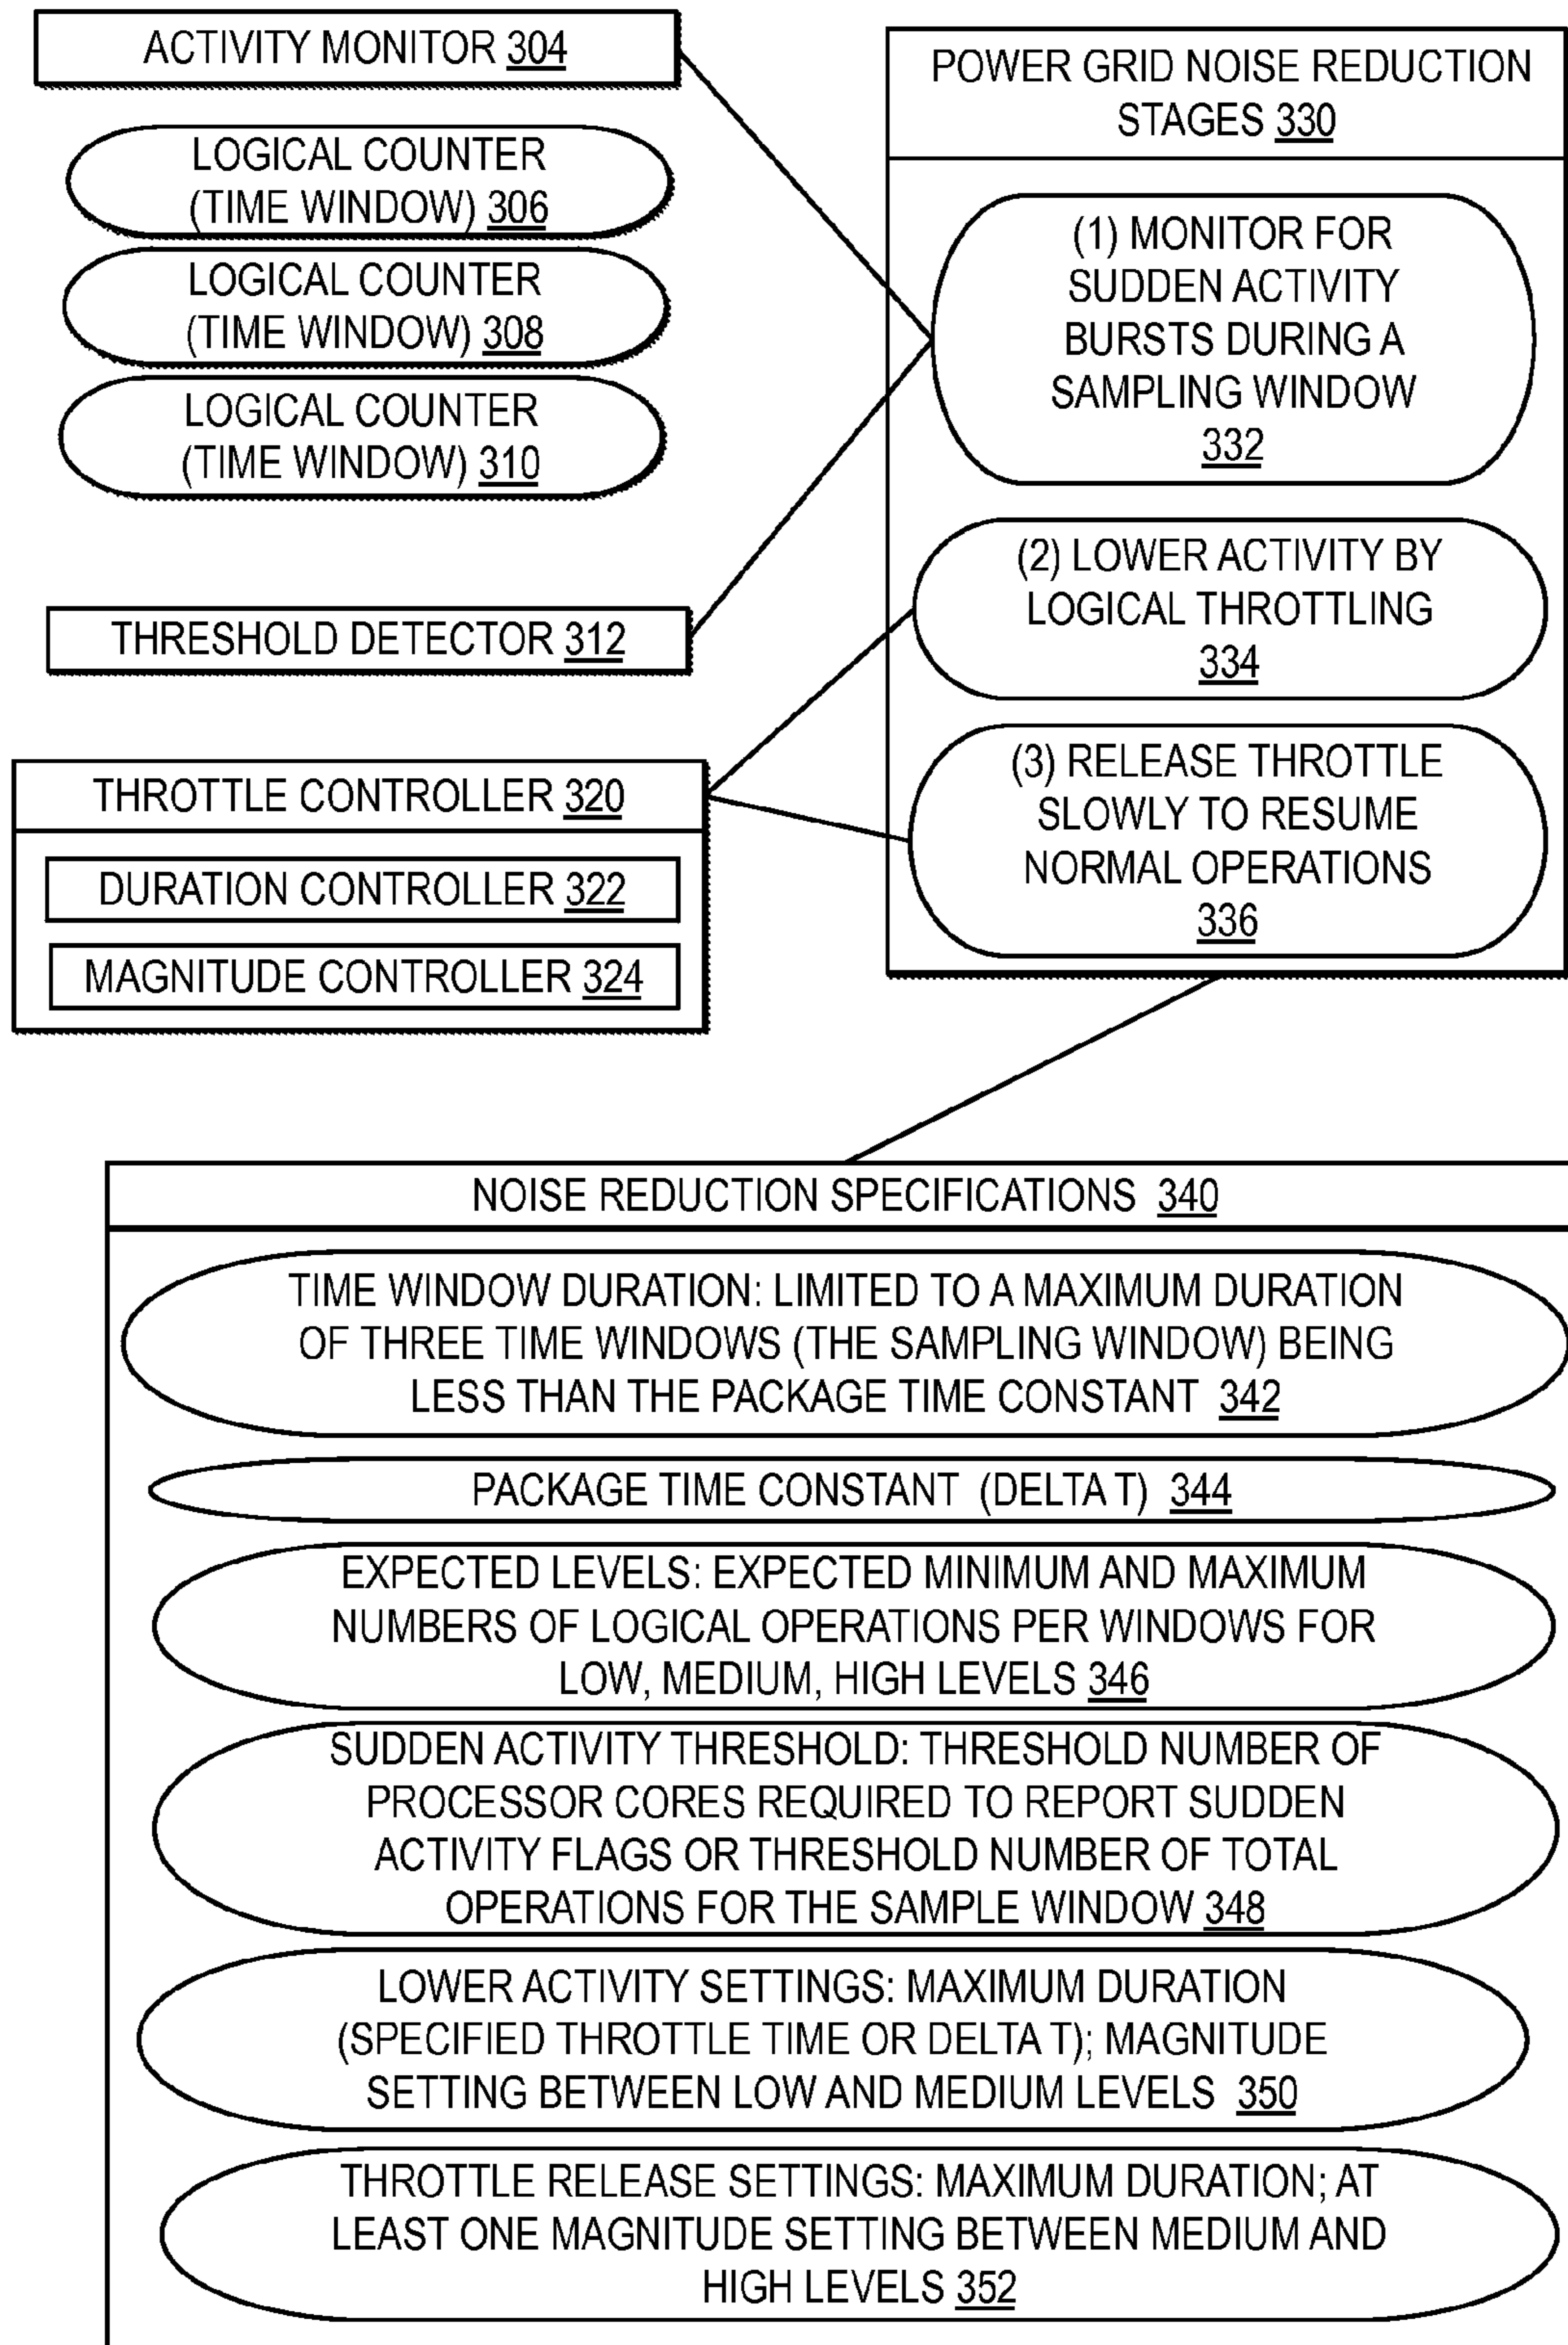 ACTIVITY MONITOR 304
LOGICAL COUNTER
(TIME WINDOW) 306
LOGICAL COUNTER
(TIME WINDOW) 308
LOGICAL COUNTER
(TIME WINDOW) 310
THRESHOLD DETECTOR 312
THROTTLE CONTROLLER 320
DURATION CONTROLLER 322
MAGNITUDE CONTROLLER 324
POWER GRID NOISE REDUCTION
STAGES 330
(1) MONITOR FOR
SUDDEN ACTIVITY
BURSTS DURING A
SAMPLING WINDOW
332
(2) LOWER ACTIVITY BY
LOGICAL THROTTLING
334
(3) RELEASE THROTTLE
SLOWLY TO RESUME
NORMAL OPERATIONS
336
NOISE REDUCTION SPECIFICATIONS 340
TIME WINDOW DURATION: LIMITED TO A MAXIMUM DURATION
OF THREE TIME WINDOWS (THE SAMPLING WINDOW) BEING
LESS THAN THE PACKAGE TIME CONSTANT 342
PACKAGE TIME CONSTANT (DELTA T) 344
EXPECTED LEVELS: EXPECTED MINIMUM AND MAXIMUM
NUMBERS OF LOGICAL OPERATIONS PER WINDOWS FOR
LOW, MEDIUM, HIGH LEVELS 346
SUDDEN ACTIVITY THRESHOLD: THRESHOLD NUMBER OF
PROCESSOR CORES REQUIRED TO REPORT SUDDEN
ACTIVITY FLAGS OR THRESHOLD NUMBER OF TOTAL
OPERATIONS FOR THE SAMPLE WINDOW 348
LOWER ACTIVITY SETTINGS: MAXIMUM DURATION
(SPECIFIED THROTTLE TIME OR DELTA T); MAGNITUDE
SETTING BETWEEN LOW AND MEDIUM LEVELS 350
THROTTLE RELEASE SETTINGS: MAXIMUM DURATION; AT
LEAST ONE MAGNITUDE SETTING BETWEEN MEDIUM AND
HIGH LEVELS 352